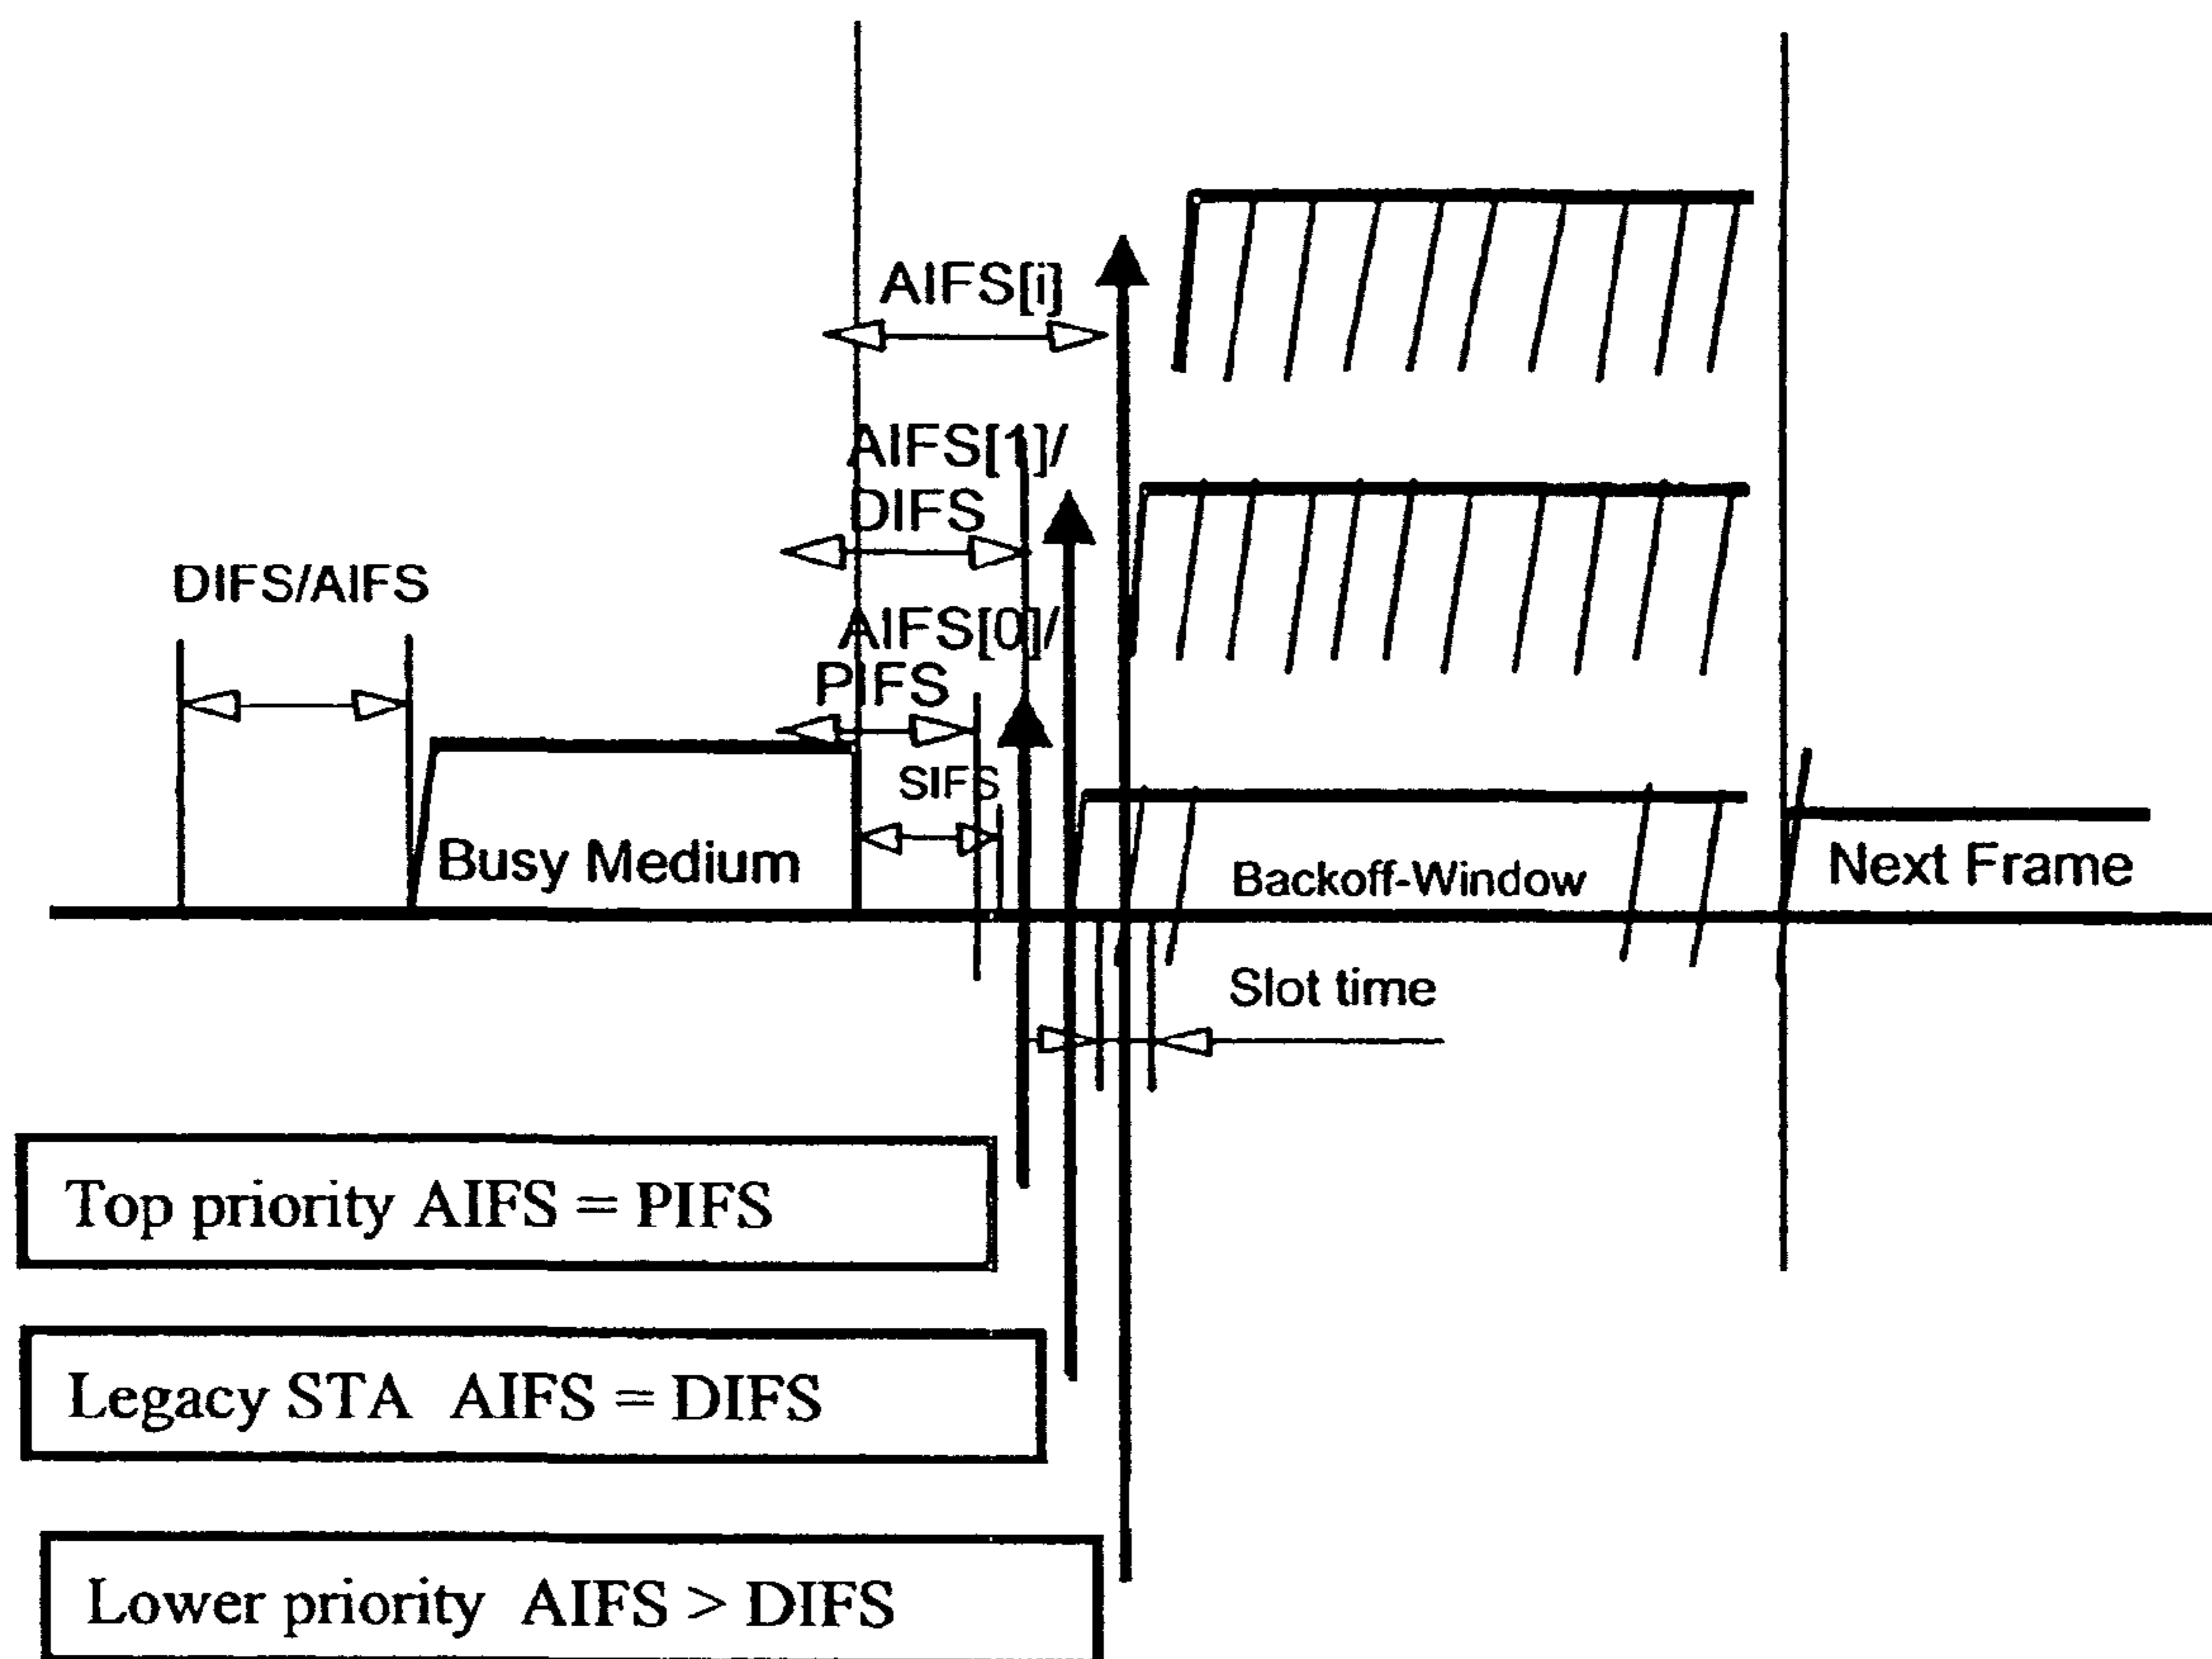 AIFS[i]
AIFS[1]/
DIFS
DIFS/AIFS
AIFS[0]/
PIFS
SIFS
Busy Medium
Backoff-Window
Next Frame
Slot time
Top priority AIFS = PIFS
Legacy STA AIFS = DIFS
Lower priority AIFS > DIFS